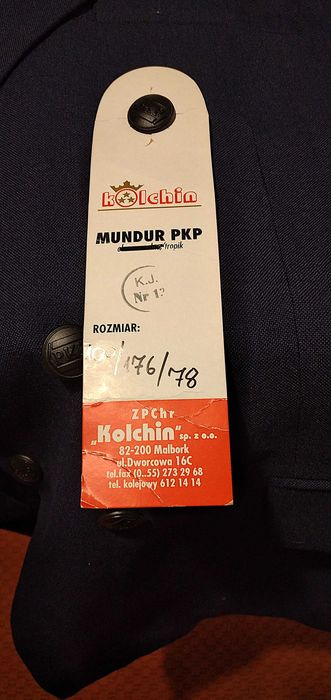 kolchin
MUNDUR PKP
/tropik
K.J.
Nr 1
ROZMIAR:
/176/78
ZPChr
„Kolchin" sp. z o.o.
82-200 Malbork
ul.Dworcowa 16C
tel.fax (0..55) 273 29 68
tel. kolejowy 612 14 14